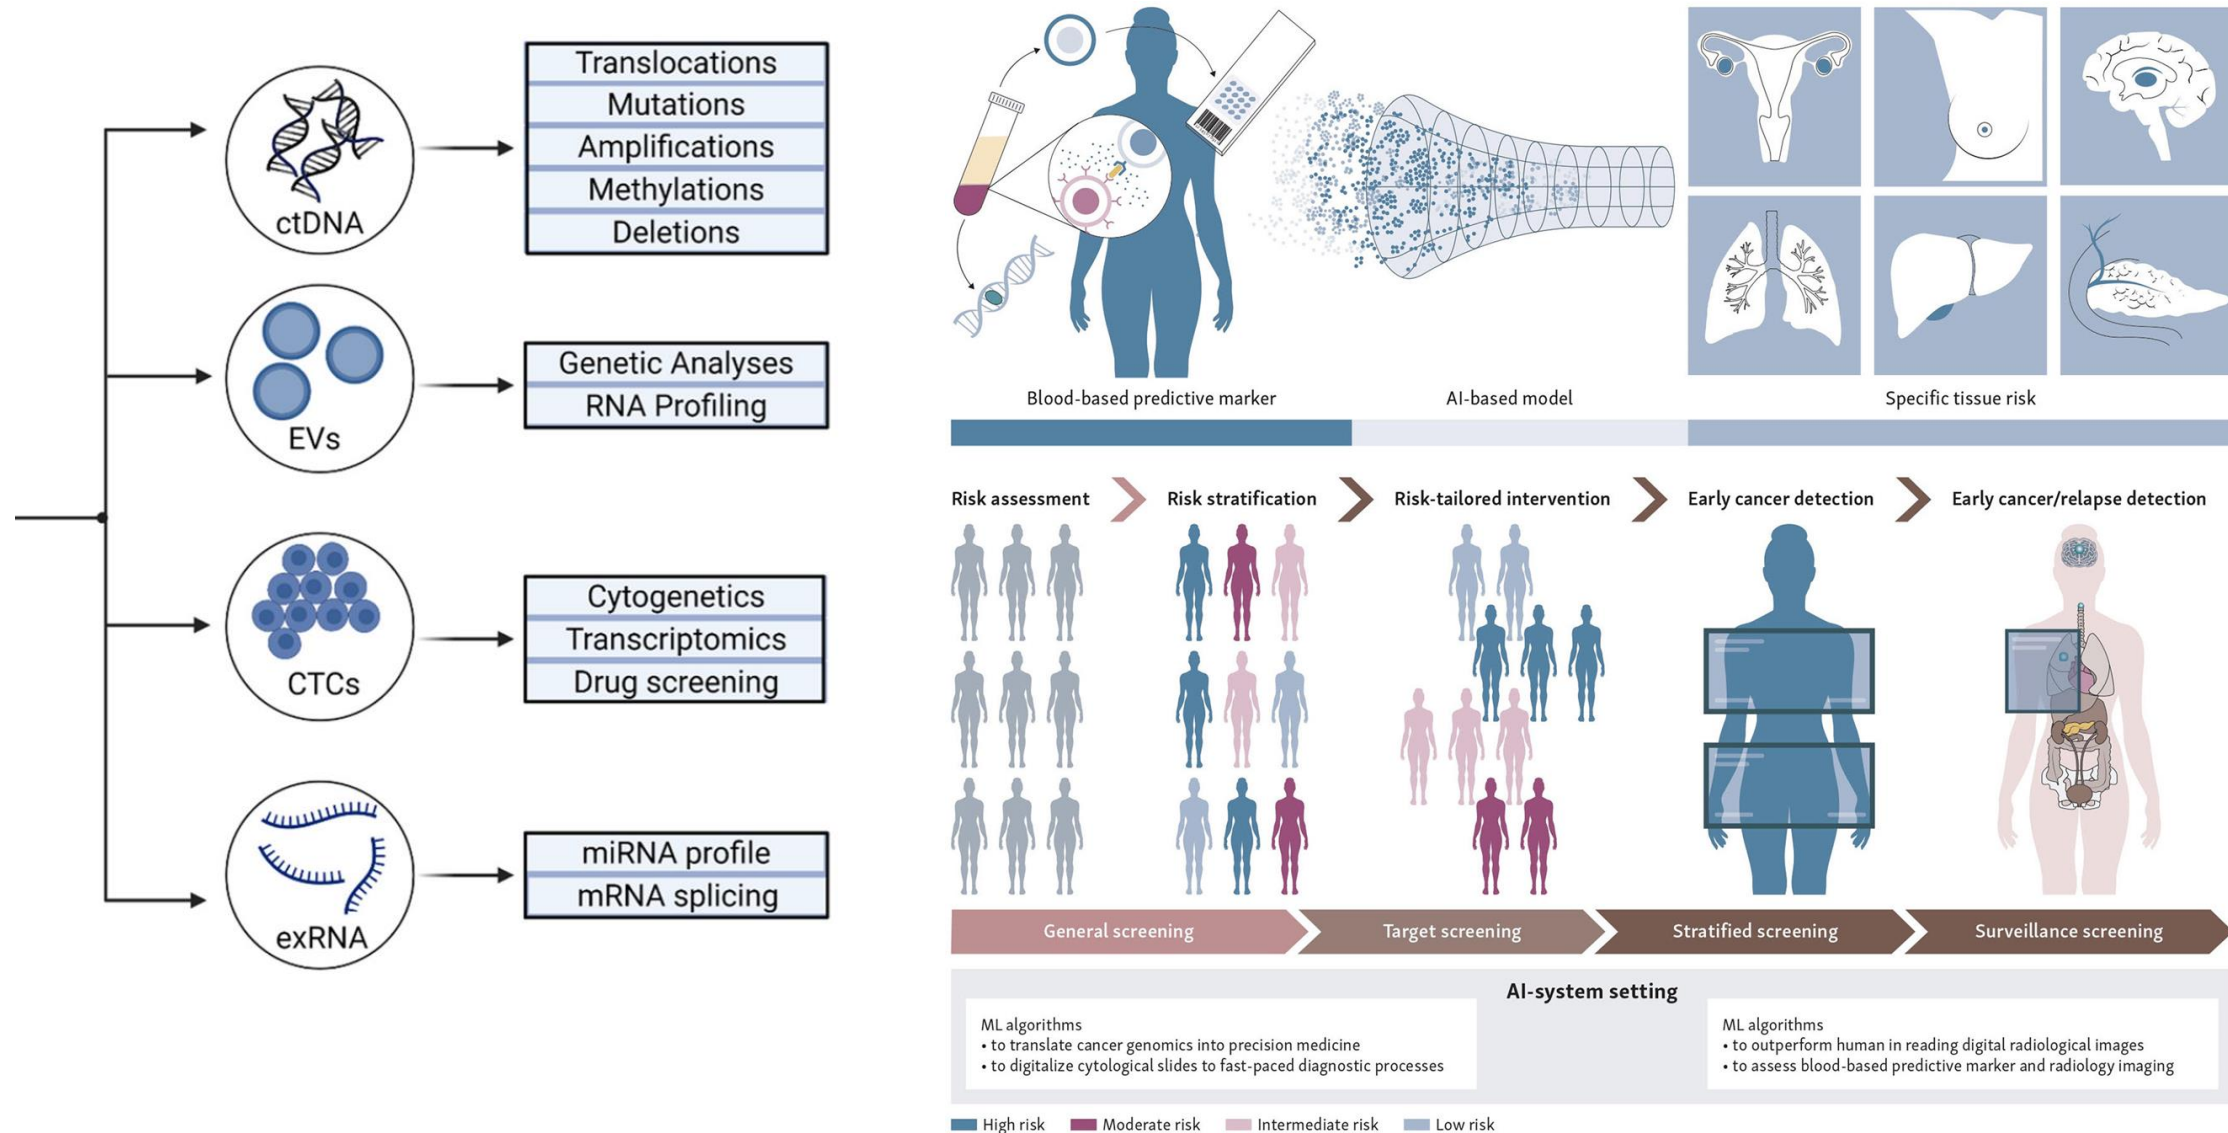 ctDNA
Translocations
Mutations
Amplifications
Methylations
Deletions
EVs
Genetic Analyses
RNA Profiling
CTCs
Cytogenetics
Transcriptomics
Drug screening
exRNA
miRNA profile
mRNA splicing
Blood-based predictive marker
AI-based model
Specific tissue risk
Risk assessment
Risk stratification
Risk-tailored intervention
Early cancer detection
Early cancer/relapse detection
General screening
Target screening
Stratified screening
Surveillance screening
AI-system setting
ML algorithms
• to translate cancer genomics into precision medicine
• to digitalize cytological slides to fast-paced diagnostic processes
ML algorithms
• to outperform human in reading digital radiological images
• to assess blood-based predictive marker and radiology imaging
High risk
Moderate risk
Intermediate risk
Low risk